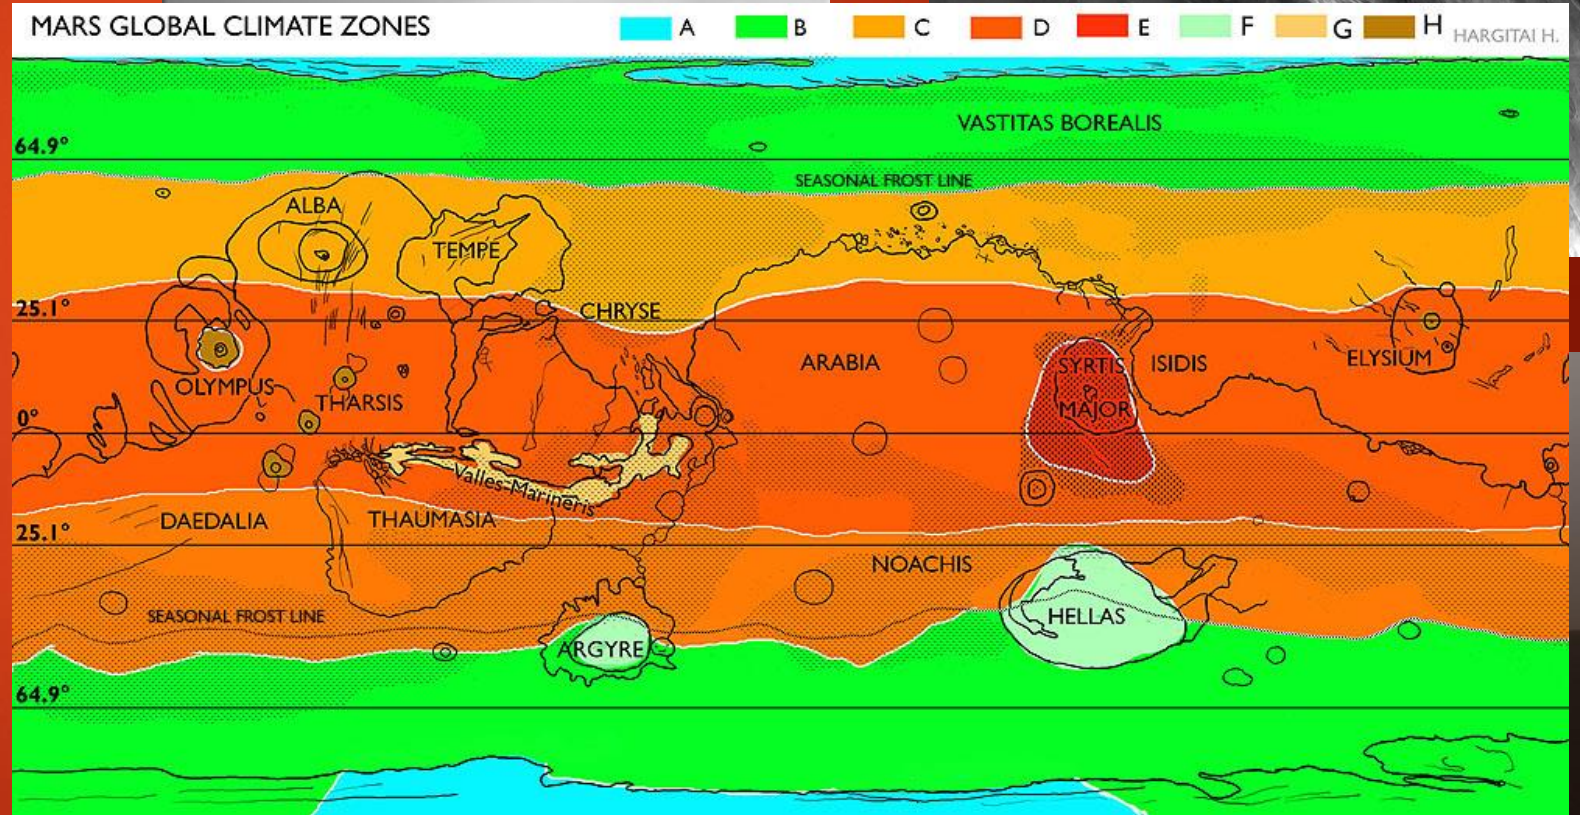 MARS GLOBAL CLIMATE ZONES A B C D E F G H HARGITAI H.
VASTITAS BOREALIS
64.9°
SEASONAL FROST LINE
ALBA
TEMPE
25.1°
CHRYSE
OLYMPUS
ARABIA
SYRTIS
MAJOR
ISIDIS
ELYSIUM
THARSIS
0°
Valles Marineris
DAEDALIA
THAUMASIA
25.1°
NOACHIS
SEASONAL FROST LINE
HELLAS
ARGYRE
64.9°